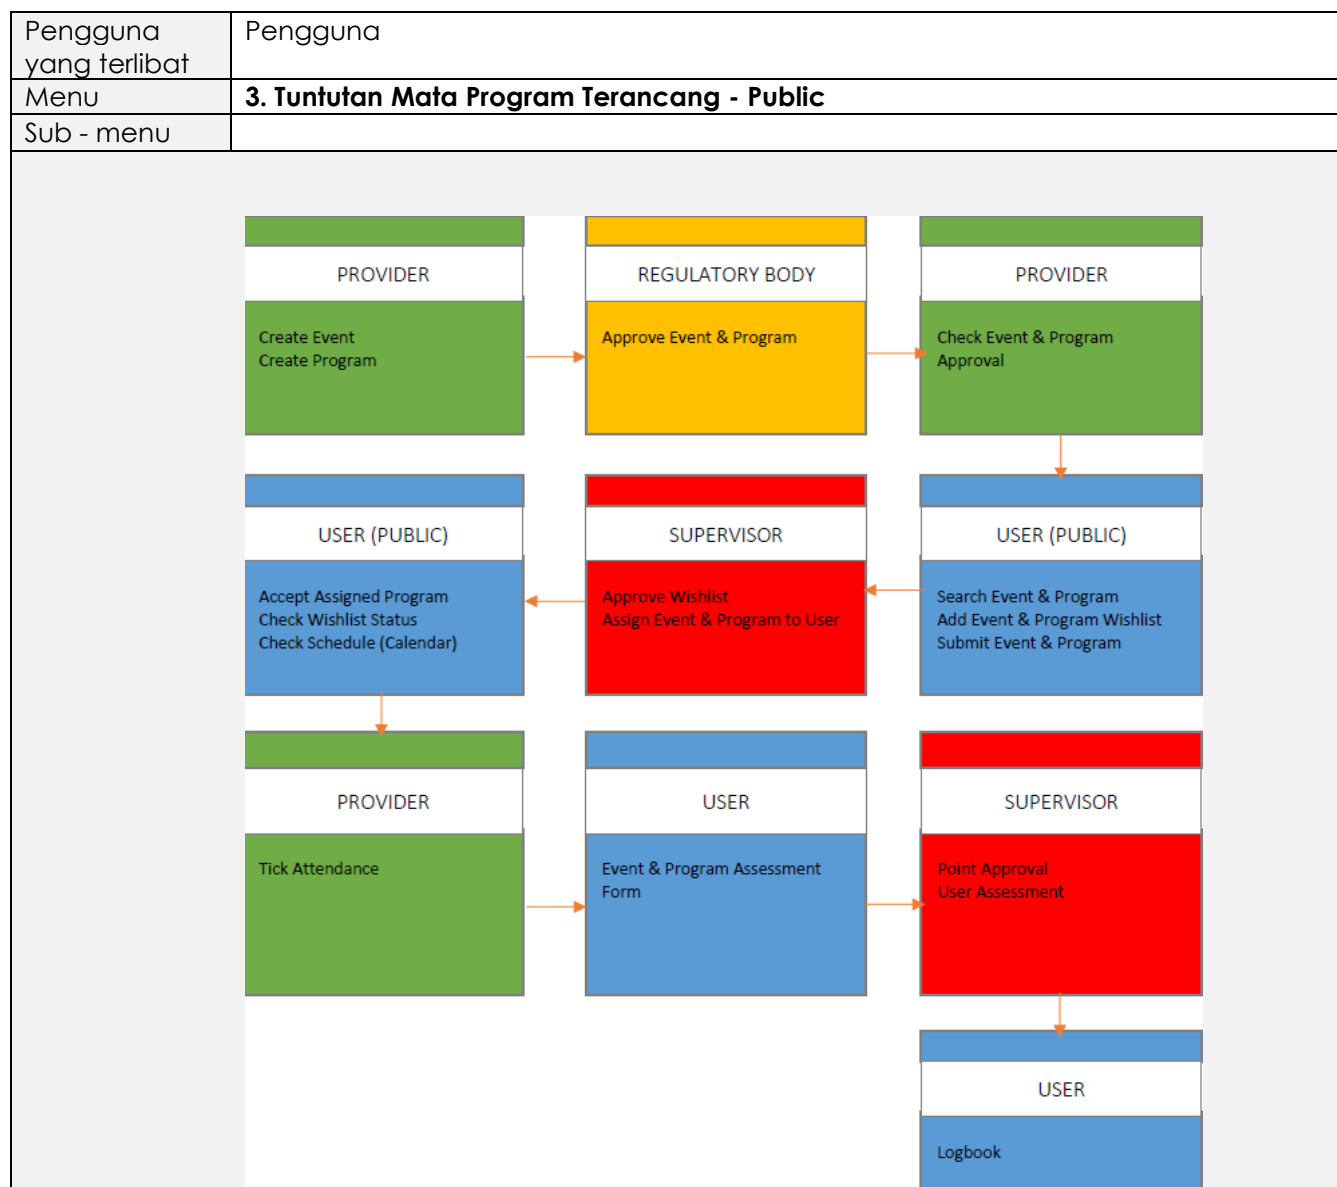 Pengguna
yang terlibat
Pengguna
Menu
3. Tuntutan Mata Program Terancang - Public
Sub - menu
PROVIDER
Create Event
Create Program
REGULATORY BODY
Approve Event & Program
PROVIDER
Check Event & Program
Approval
USER (PUBLIC)
Accept Assigned Program
Check Wishlist Status
Check Schedule (Calendar)
SUPERVISOR
Approve Wishlist
Assign Event & Program to User
USER (PUBLIC)
Search Event & Program
Add Event & Program Wishlist
Submit Event & Program
PROVIDER
Tick Attendance
USER
Event & Program Assessment
Form
SUPERVISOR
Point Approval
User Assessment
USER
Logbook